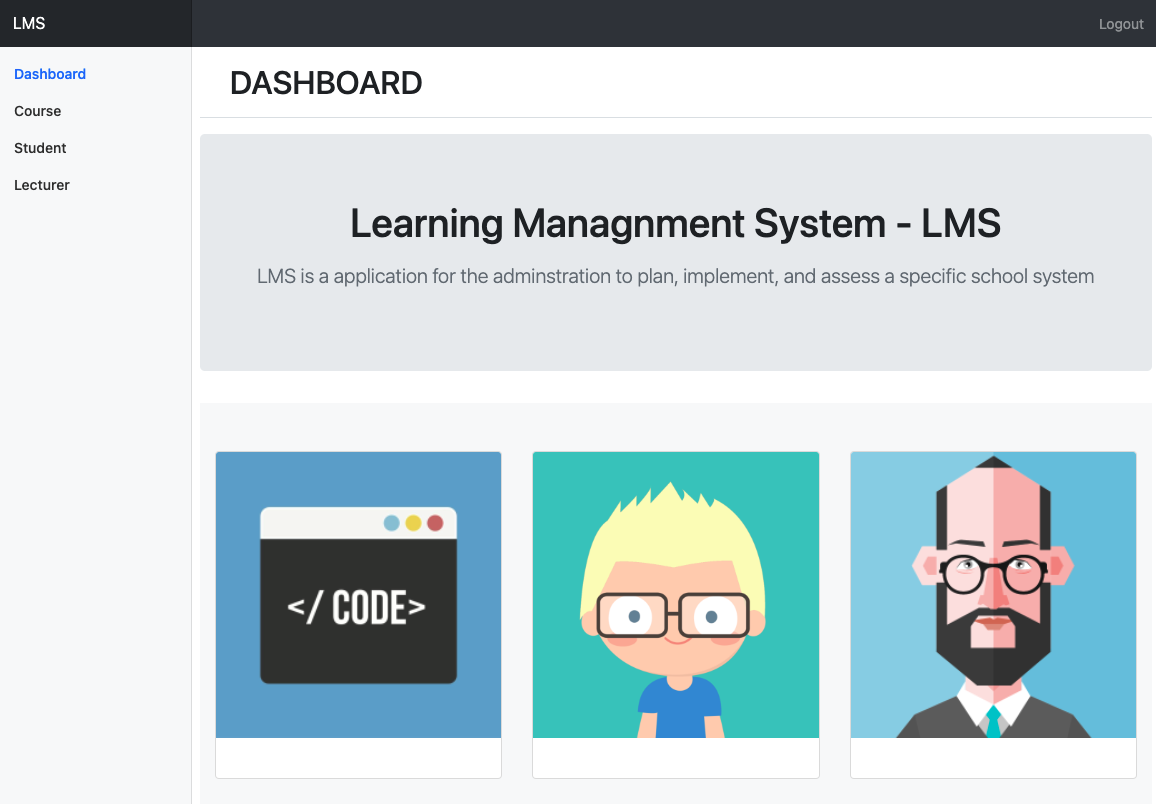 LMS
Logout
Dashboard
Course
Student
Lecturer
DASHBOARD
Learning Managnment System - LMS
LMS is a application for the adminstration to plan, implement, and assess a specific school system
</ CODE>